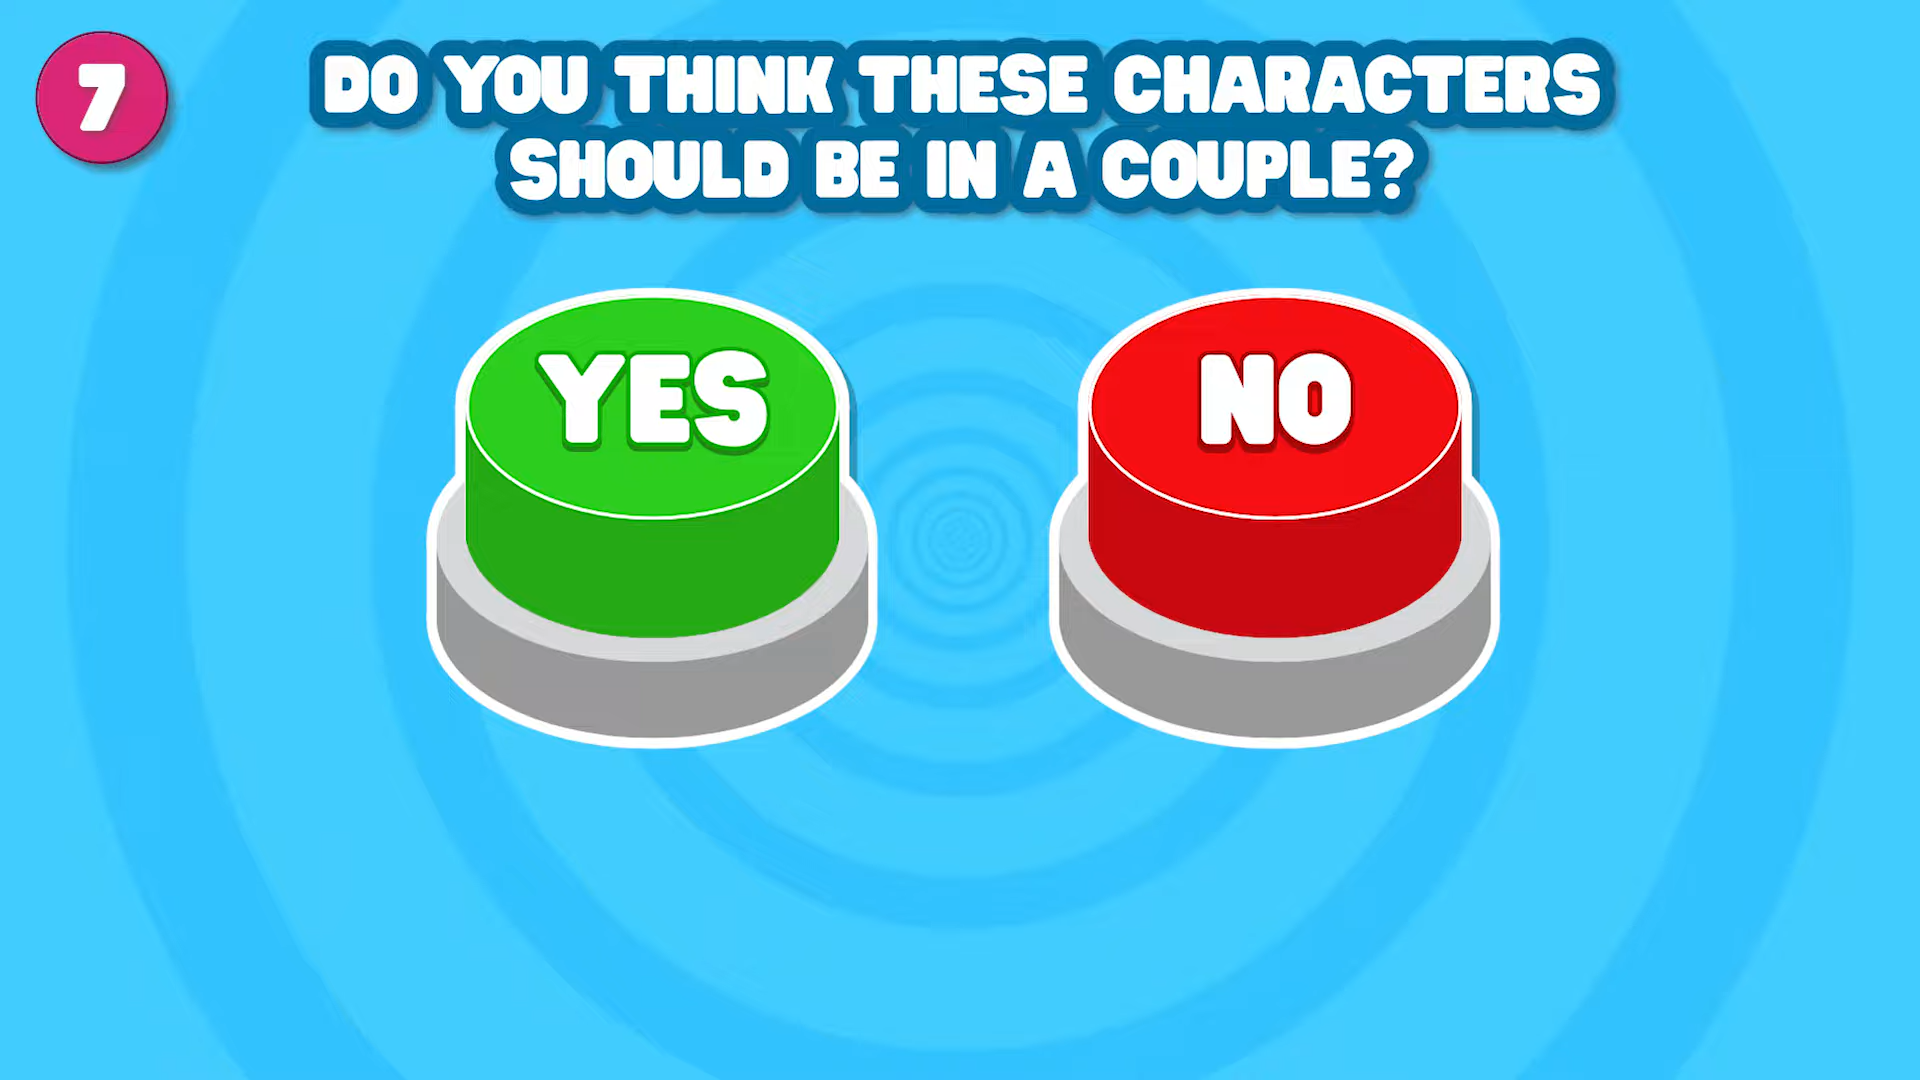 7
DO YOU THINK THESE CHARACTERS
SHOULD BE IN A COUPLE?
YES
NO